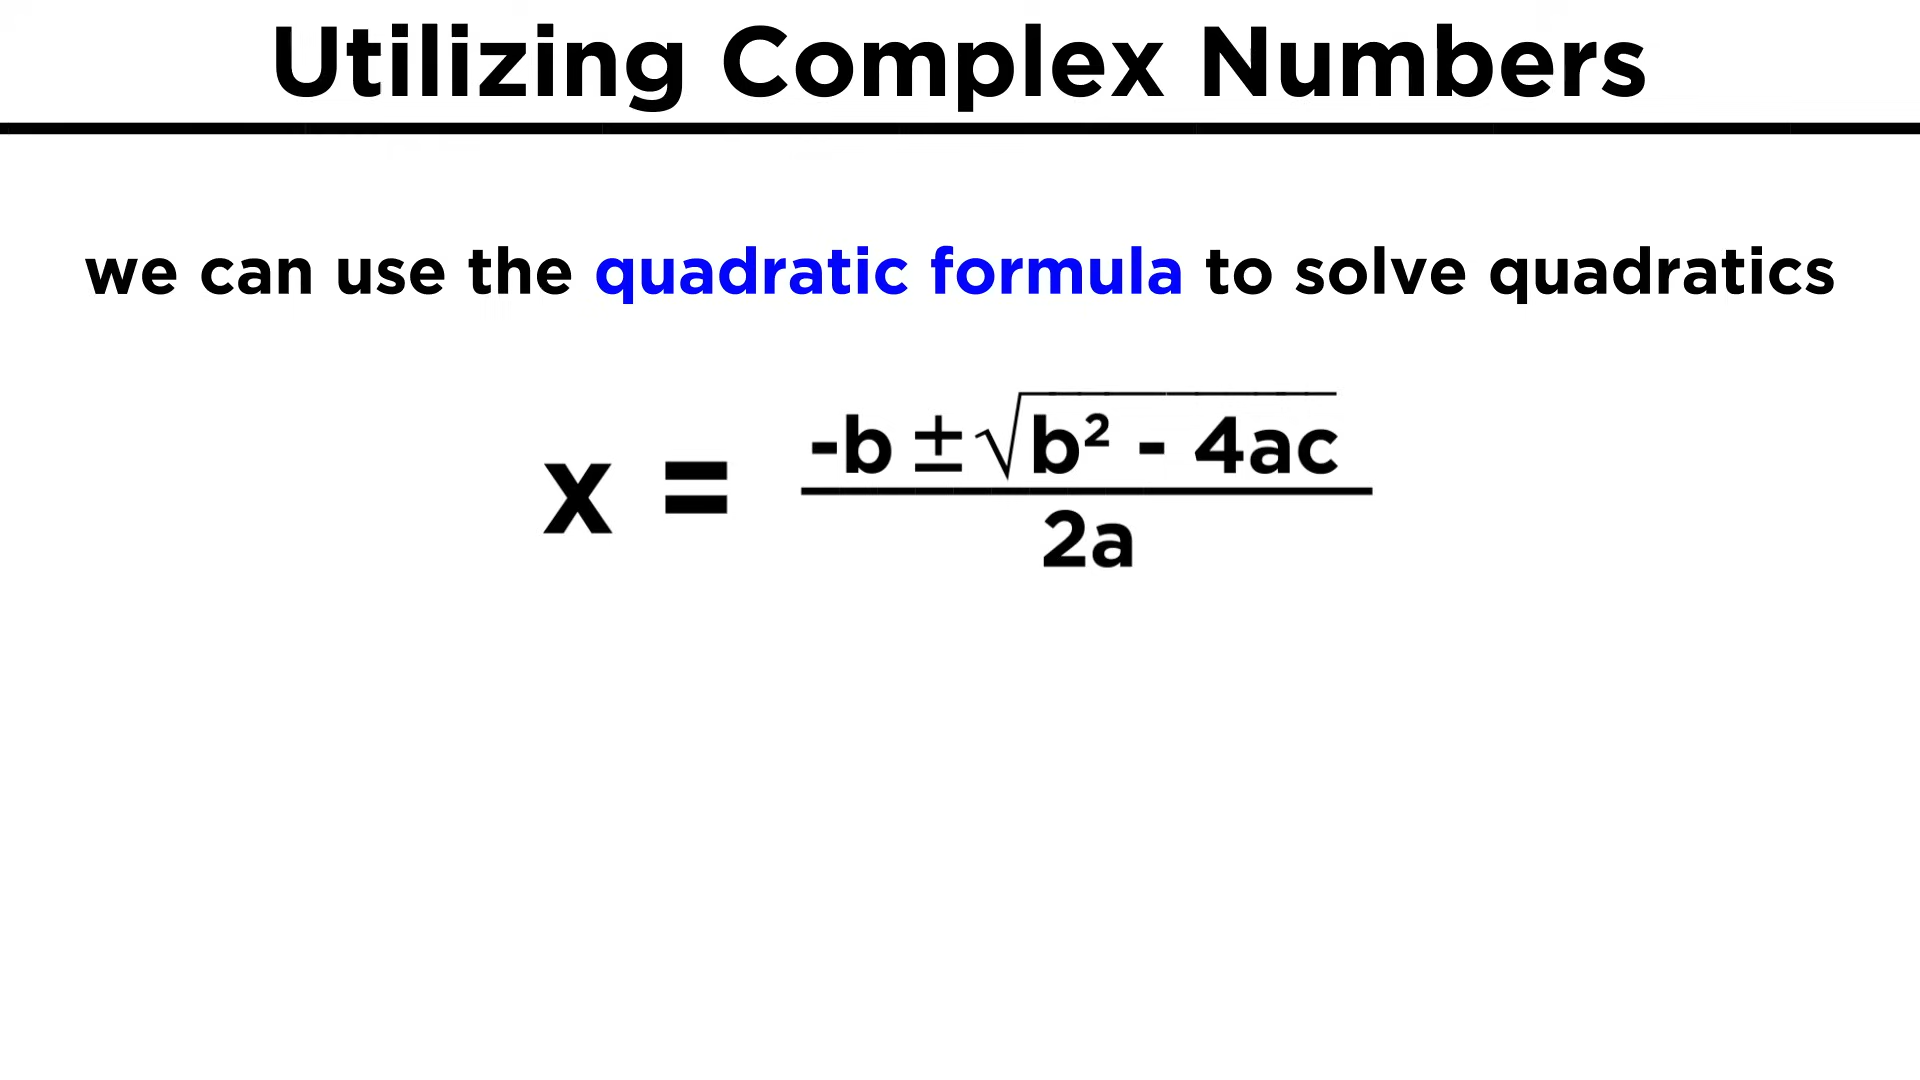 Utilizing Complex Numbers
we can use the quadratic formula to solve quadratics
x = -b ± √b² - 4ac
2a